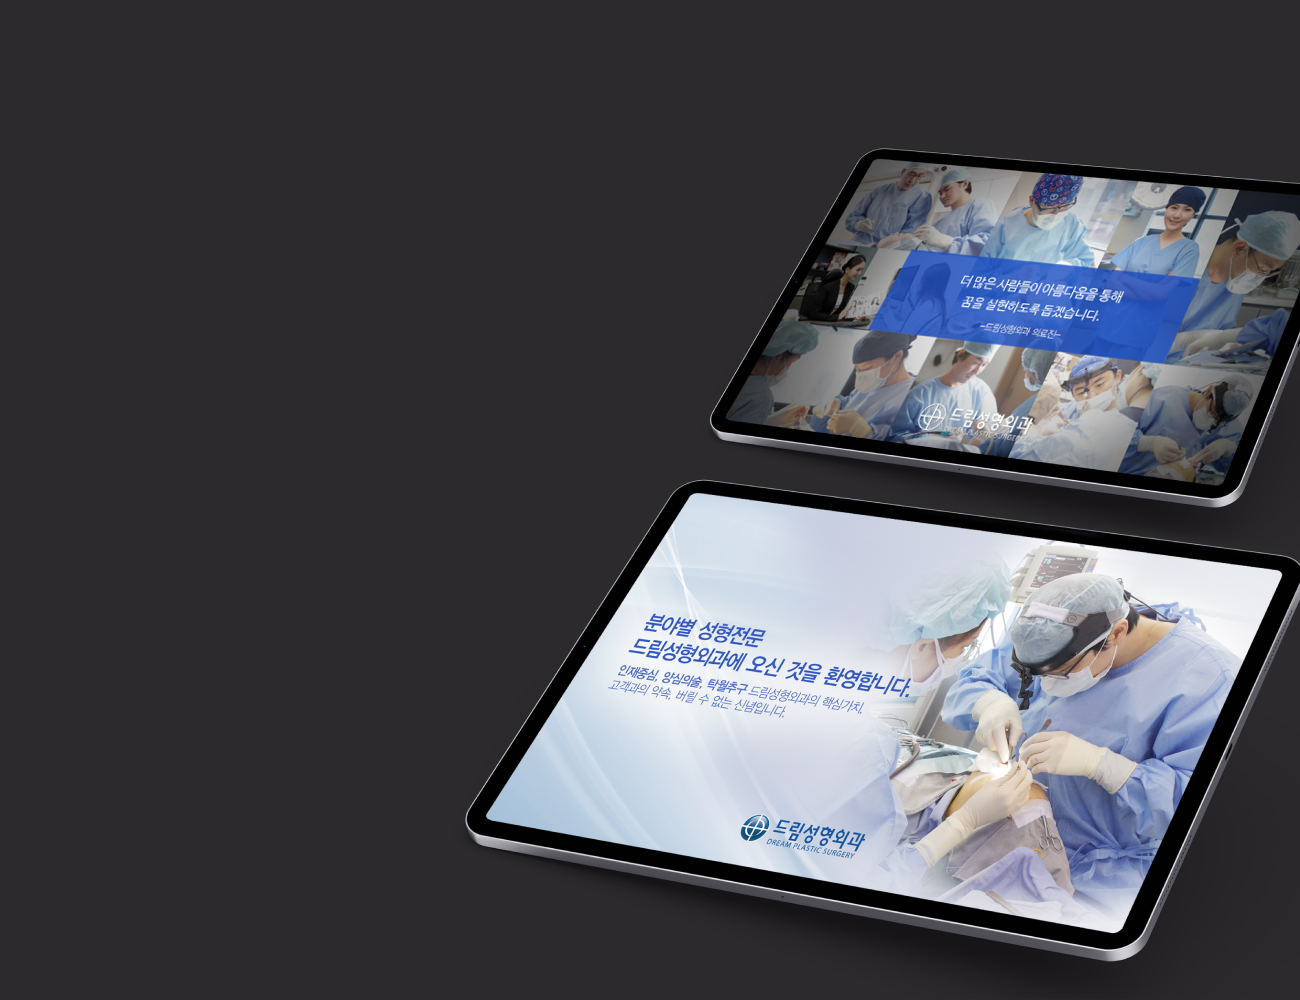 더 많은 사람들이 아름다움을 통해
꿈을 실현하도록 돕겠습니다.
-드림성형외과 의료진-
드림성형외과
DREAM PLASTIC SURGERY
분야별 성형전문
드림성형외과에 오신 것을 환영합니다.
인재중심, 양심의술, 탁월추구 드림성형외과의 핵심가치,
고객과의 약속, 버릴 수 없는 신념입니다.
드림성형외과
DREAM PLASTIC SURGERY